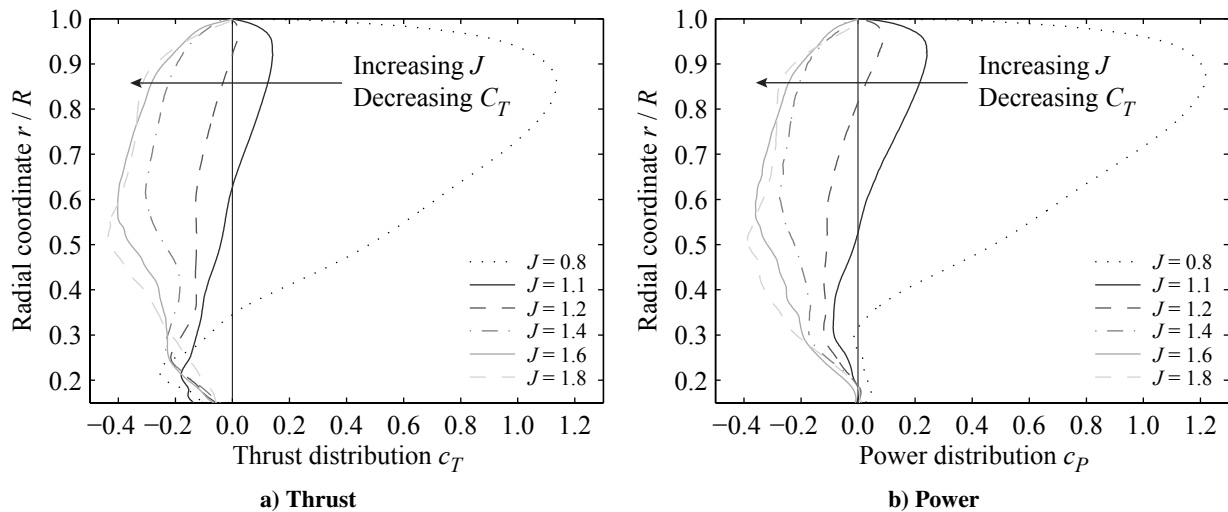 1.0
0.9
0.8
0.7
0.6
0.5
0.4
0.3
0.2
Radial coordinate r / R
Increasing J
Decreasing C_T
J = 0.8
J = 1.1
J = 1.2
J = 1.4
J = 1.6
J = 1.8
−0.4 −0.2 0.0 0.2 0.4 0.6 0.8 1.0 1.2
Thrust distribution c_T
a) Thrust
1.0
0.9
0.8
0.7
0.6
0.5
0.4
0.3
0.2
Radial coordinate r / R
Increasing J
Decreasing C_T
J = 0.8
J = 1.1
J = 1.2
J = 1.4
J = 1.6
J = 1.8
−0.4 −0.2 0.0 0.2 0.4 0.6 0.8 1.0 1.2
Power distribution c_P
b) Power